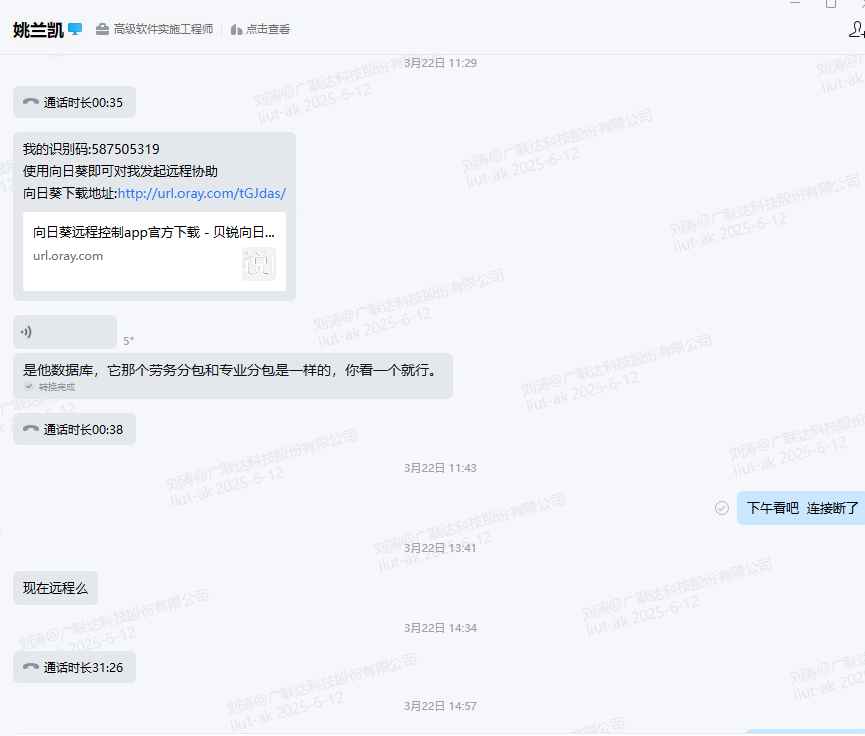 姚兰凯 高级软件实施工程师 点击查看
3月22日 11:29
通话时长00:35
我的识别码:587505319
使用向日葵即可对我发起远程协助
向日葵下载地址:http://url.oray.com/tGJdas/
向日葵远程控制app官方下载 - 贝锐向日...
url.oray.com
识
5"
是他数据库，它那个劳务分包和专业分包是一样的，你看一个就行。
转换完成
通话时长00:38
3月22日 11:43
下午看吧 连接断了
3月22日 13:41
现在远程么
3月22日 14:34
通话时长31:26
3月22日 14:57
刘涛@广联达科技股份有限公司
liut-ak 2025-6-12